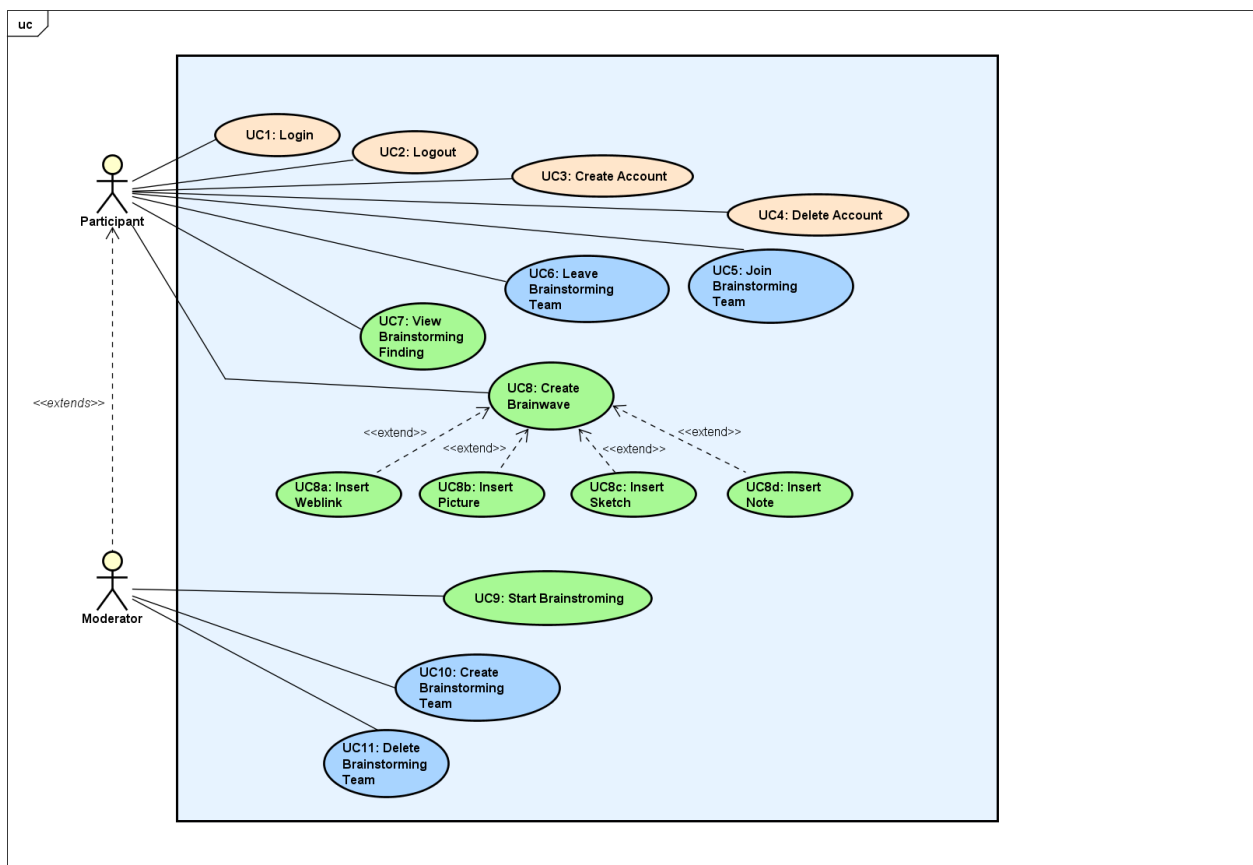 uc
UC1: Login
UC2: Logout
UC3: Create Account
Participant
UC4: Delete Account
UC6: Leave
Brainstorming
Team
UC5: Join
Brainstorming
Team
UC7: View
Brainstorming
Finding
UC8: Create
Brainwave
<<extends>>
<<extend>>
<<extend>>
<<extend>>
<<extend>>
UC8a: Insert
Weblink
UC8b: Insert
Picture
UC8c: Insert
Sketch
UC8d: Insert
Note
Moderator
UC9: Start Brainstroming
UC10: Create
Brainstorming
Team
UC11: Delete
Brainstorming
Team